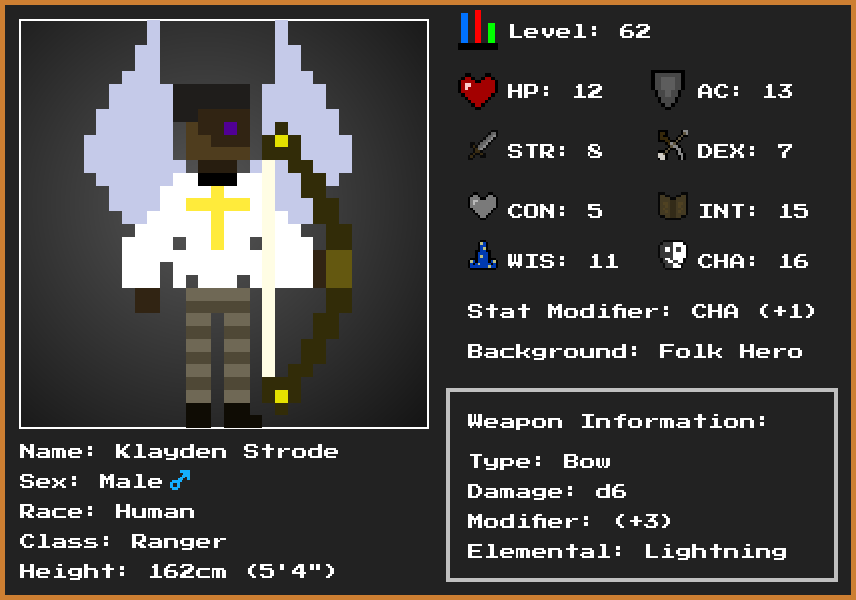 Level: 62
HP: 12
AC: 13
STR: 8
DEX: 7
CON: 5
INT: 15
WIS: 11
CHA: 16
Stat Modifier: CHA (+1)
Background: Folk Hero
Weapon Information:
Type: Bow
Damage: d6
Modifier: (+3)
Elemental: Lightning
Name: Klayden Strode
Sex: Male♂
Race: Human
Class: Ranger
Height: 162cm (5'4")